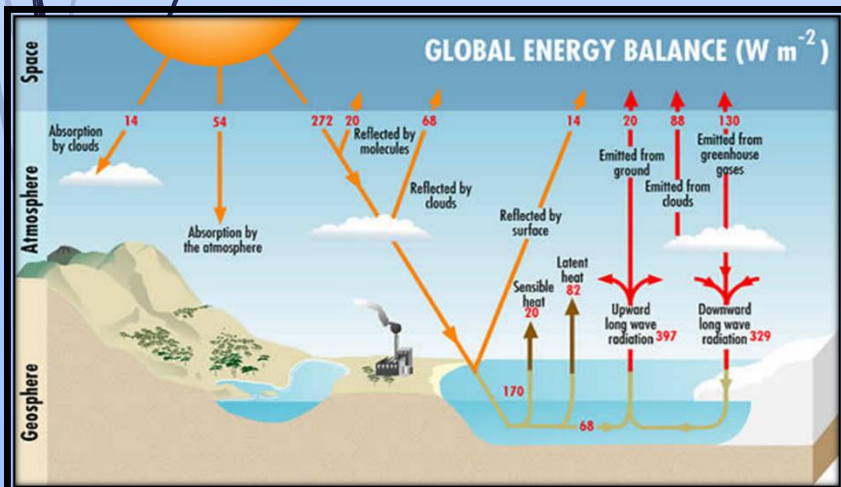 GLOBAL ENERGY BALANCE (W m-2)
Space
Atmosphere
Geosphere
14
54
272
20
68
14
20
88
130
Absorption
by clouds
Reflected by
molecules
Reflected by
clouds
Absorption by
the atmosphere
Reflected by
surface
Emitted from
ground
Emitted from
clouds
Emitted from
greenhouse
gases
Sensible
heat
20
Latent
heat
82
Upward
long wave
radiation 397
Downward
long wave
radiation 329
170
68